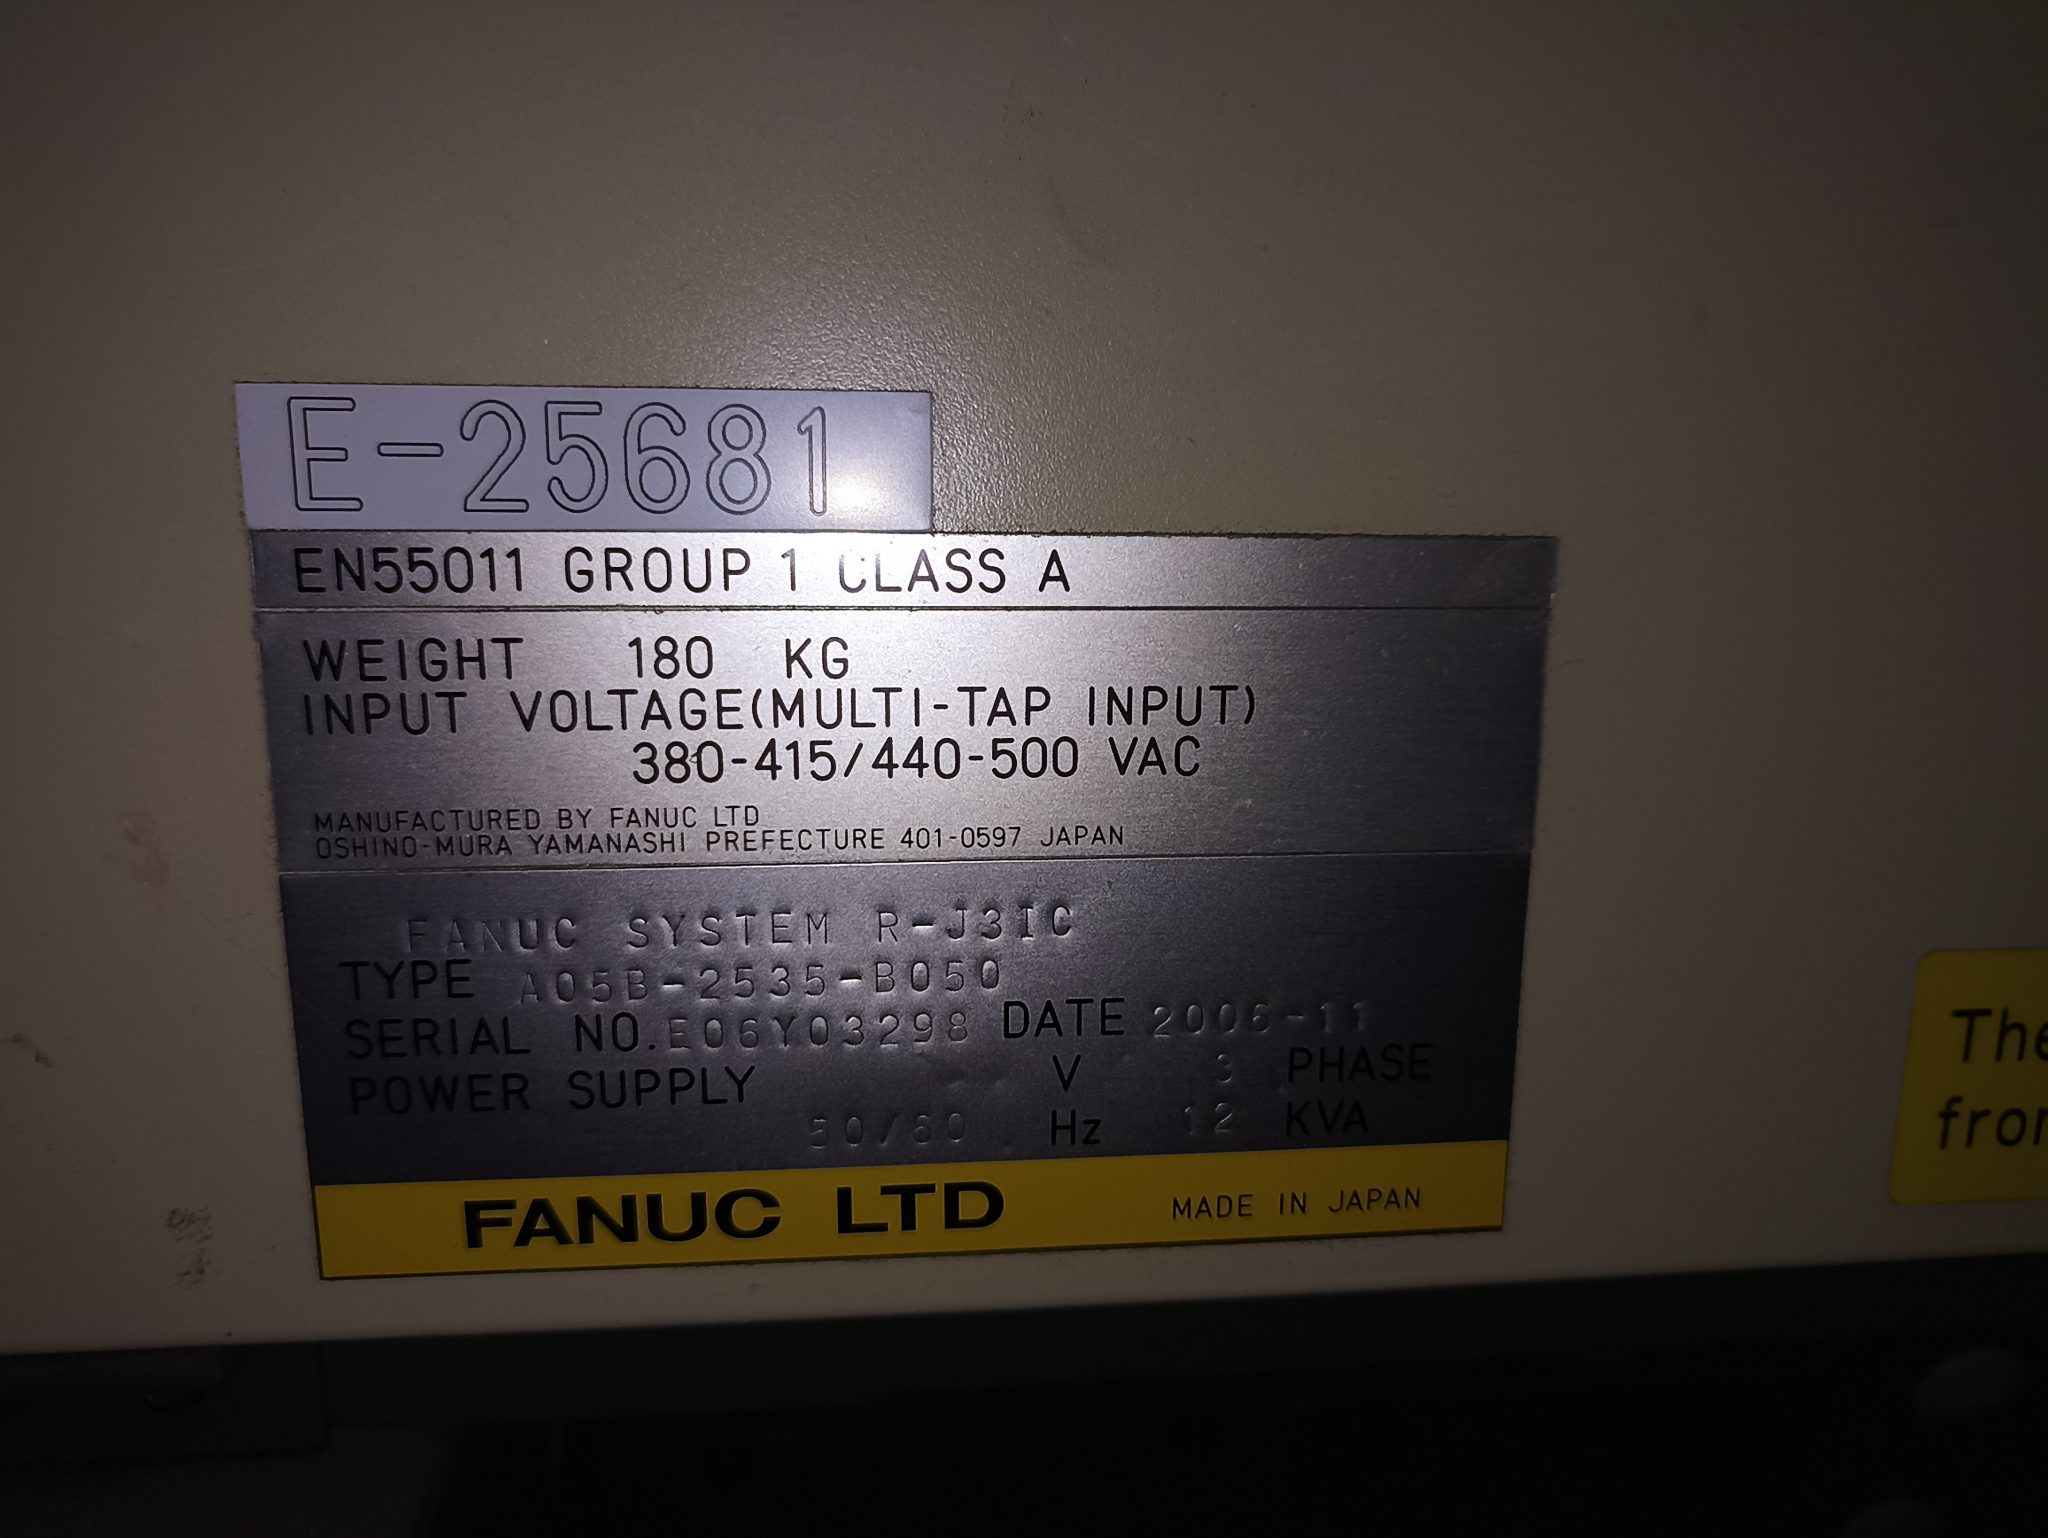 E-25681
EN55011 GROUP 1 CLASS A
WEIGHT 180 KG
INPUT VOLTAGE(MULTI-TAP INPUT)
380-415/440-500 VAC
MANUFACTURED BY FANUC LTD
OSHINO-MURA YAMANASHI PREFECTURE 401-0597 JAPAN
FANUC SYSTEM R-J3IC
TYPE A05B-2535-B050
SERIAL NO. E06Y03298 DATE 2006-11
POWER SUPPLY V 3 PHASE
50/60 Hz 12 KVA
FANUC LTD MADE IN JAPAN
The
from